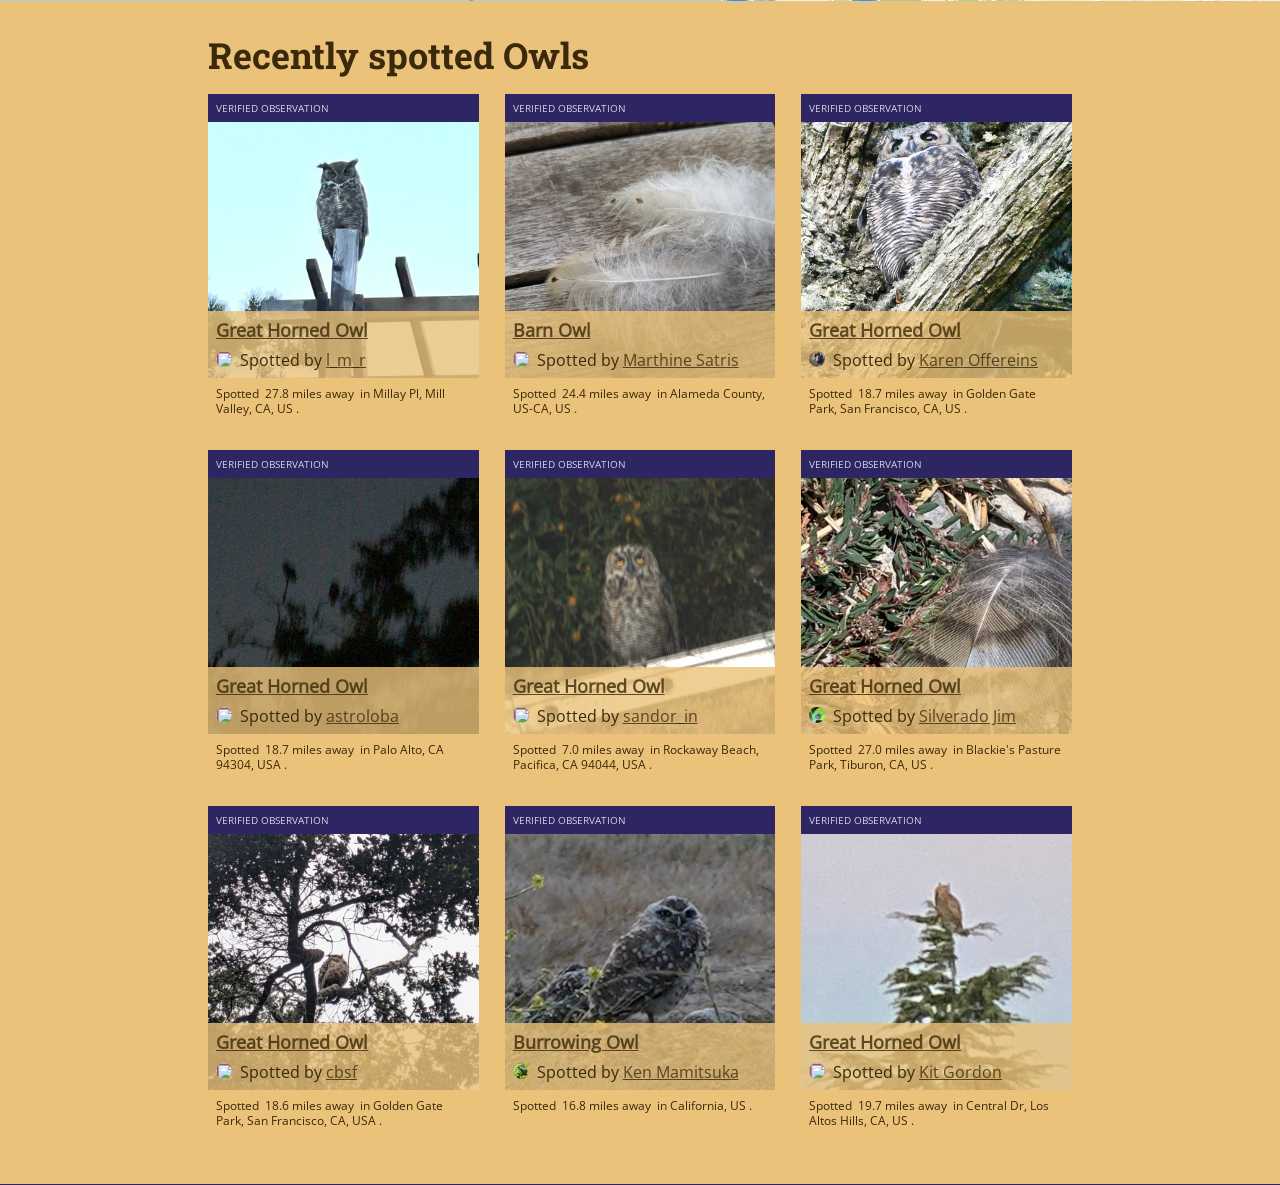 Recently spotted Owls
VERIFIED OBSERVATION
Great Horned Owl
Spotted by l_m_r
Spotted 27.8 miles away in Millay Pl, Mill
Valley, CA, US .
VERIFIED OBSERVATION
Barn Owl
Spotted by Marthine Satris
Spotted 24.4 miles away in Alameda County,
US-CA, US .
VERIFIED OBSERVATION
Great Horned Owl
Spotted by Karen Offereins
Spotted 18.7 miles away in Golden Gate
Park, San Francisco, CA, US .
VERIFIED OBSERVATION
Great Horned Owl
Spotted by astroloba
Spotted 18.7 miles away in Palo Alto, CA
94304, USA .
VERIFIED OBSERVATION
Great Horned Owl
Spotted by sandor_in
Spotted 7.0 miles away in Rockaway Beach,
Pacifica, CA 94044, USA .
VERIFIED OBSERVATION
Great Horned Owl
Spotted by Silverado Jim
Spotted 27.0 miles away in Blackie's Pasture
Park, Tiburon, CA, US .
VERIFIED OBSERVATION
Great Horned Owl
Spotted by cbsf
Spotted 18.6 miles away in Golden Gate
Park, San Francisco, CA, USA .
VERIFIED OBSERVATION
Burrowing Owl
Spotted by Ken Mamitsuka
Spotted 16.8 miles away in California, US .
VERIFIED OBSERVATION
Great Horned Owl
Spotted by Kit Gordon
Spotted 19.7 miles away in Central Dr, Los
Altos Hills, CA, US .